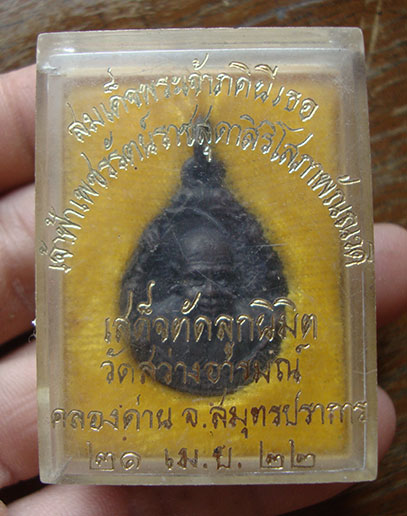 สมเด็จพระเจ้าภคินีเธอ
เจ้าฟ้าเพชรรัตน์ราชสุดาสิริโสภาพัณณวดี
เสด็จตัดลูกนิมิต
วัดสว่างอารมณ์
คลองด่าน จ.สมุทรปราการ
๒๑ เม.ย. ๒๒